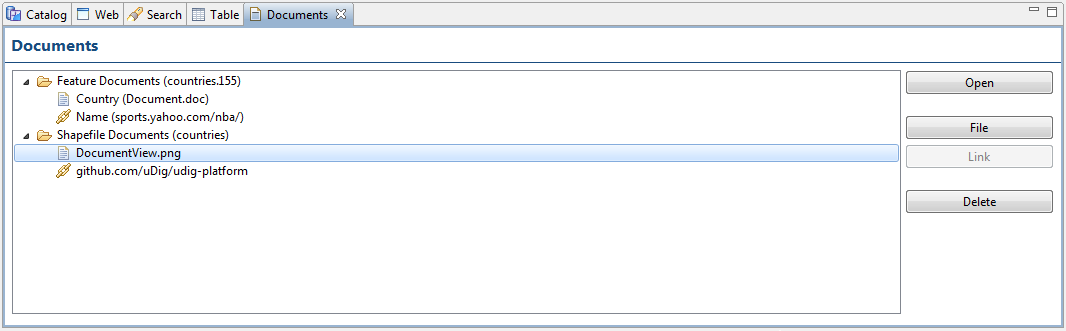 Catalog Web Search Table Documents
Documents
Feature Documents (countries.155)
Country (Document.doc)
Name (sports.yahoo.com/nba/)
Shapefile Documents (countries)
DocumentView.png
github.com/uDig/udig-platform
Open
File
Link
Delete